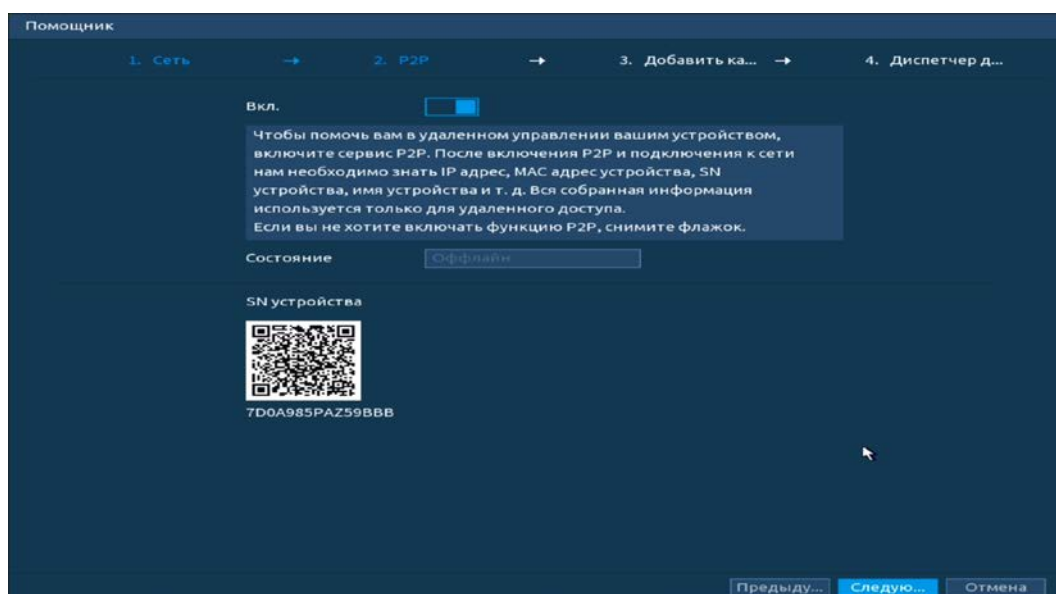 Помощник
1. Сеть → 2. P2P → 3. Добавить ка... → 4. Диспетчер д...
Вкл.
Чтобы помочь вам в удаленном управлении вашим устройством,
включите сервис P2P. После включения P2P и подключения к сети
нам необходимо знать IP адрес, MAC адрес устройства, SN
устройства, имя устройства и т. д. Вся собранная информация
используется только для удаленного доступа.
Если вы не хотите включать функцию P2P, снимите флажок.
Состояние Оффлайн
SN устройства
7D0A985PAZ59BBB
Предыду... Следую... Отмена